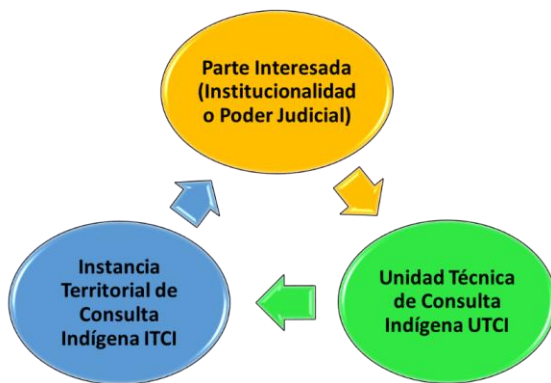 Parte Interesada
(Institucionalidad
o Poder Judicial)
Instancia
Territorial de
Consulta
Indígena ITCI
Unidad Técnica
de Consulta
Indígena UTCI